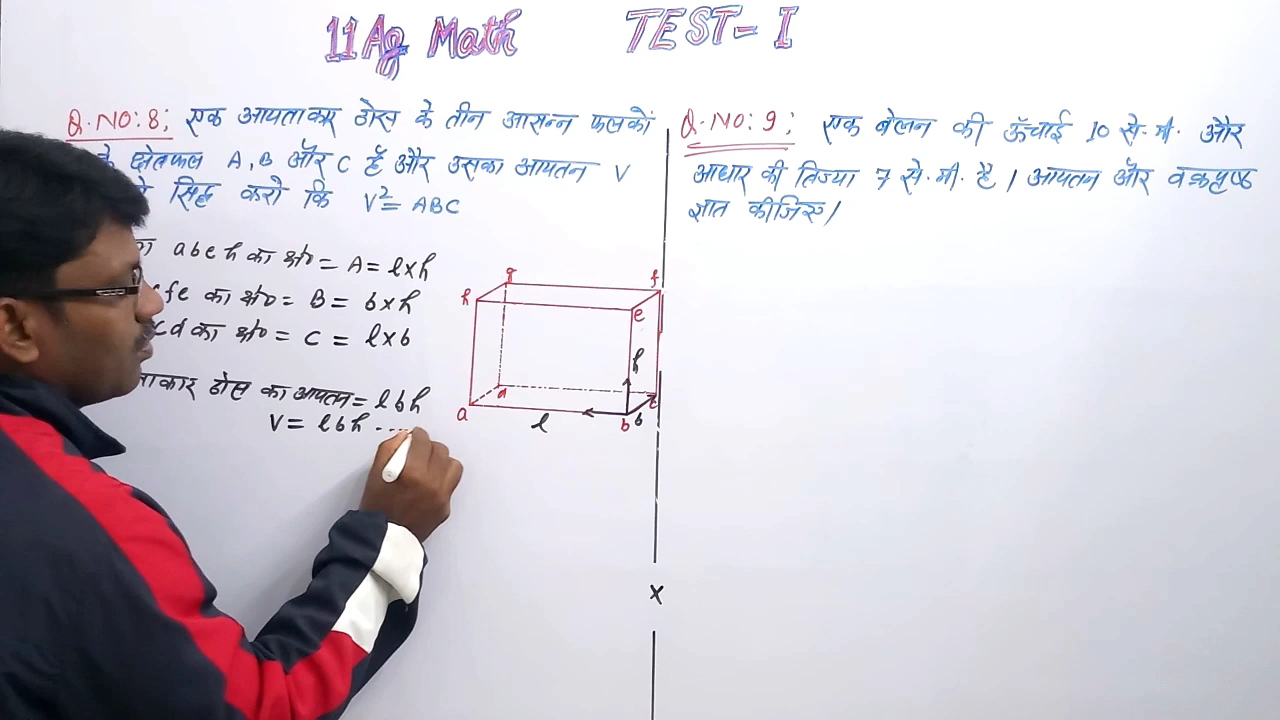 11 Ag Math TEST-I
Q.NO:8; एक आयताकार ठोस के तीन आसन्न फलकों
के क्षेत्रफल A, B और C हैं और उसका आयतन V
सिद्ध करो कि V²= ABC
का abeh का क्षे० = A = l×h
cfe का क्षे० = B = b×h
cd का क्षे० = C = l×b
ठोस का आयतन = lbh
V = lbh ....
g
f
h
e
h
d
c
a
l
b
b
Q.NO:9; एक बेलन की ऊँचाई 10 से.मी. और
आधार की त्रिज्या 7 से.मी. है। आयतन और वक्रपृष्ठ
ज्ञात कीजिए।
x